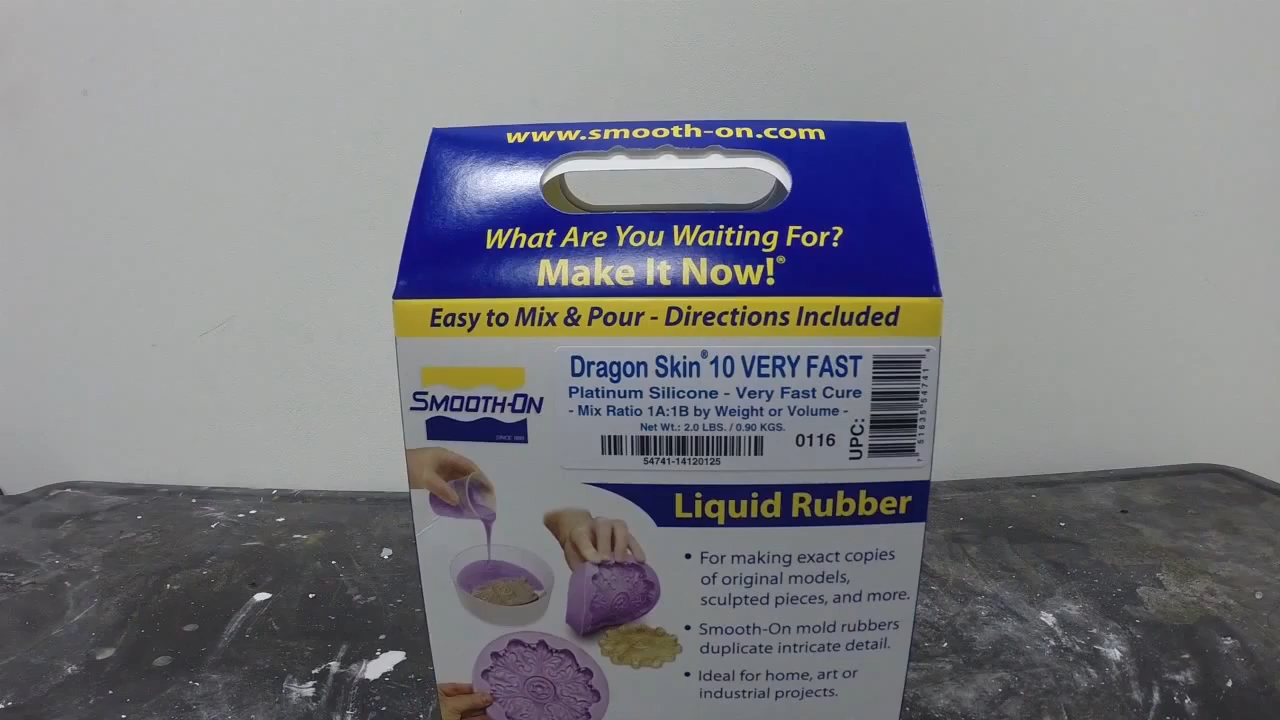 www.smooth-on.com
What Are You Waiting For?
Make It Now!®
Easy to Mix & Pour - Directions Included
SMOOTH-ON
Dragon Skin® 10 VERY FAST
Platinum Silicone - Very Fast Cure
- Mix Ratio 1A:1B by Weight or Volume -
Net Wt.: 2.0 LBS. / 0.90 KGS.
0116
54741-14120125
UPC:
Liquid Rubber
• For making exact copies
of original models,
sculpted pieces, and more.
• Smooth-On mold rubbers
duplicate intricate detail.
• Ideal for home, art or
industrial projects.